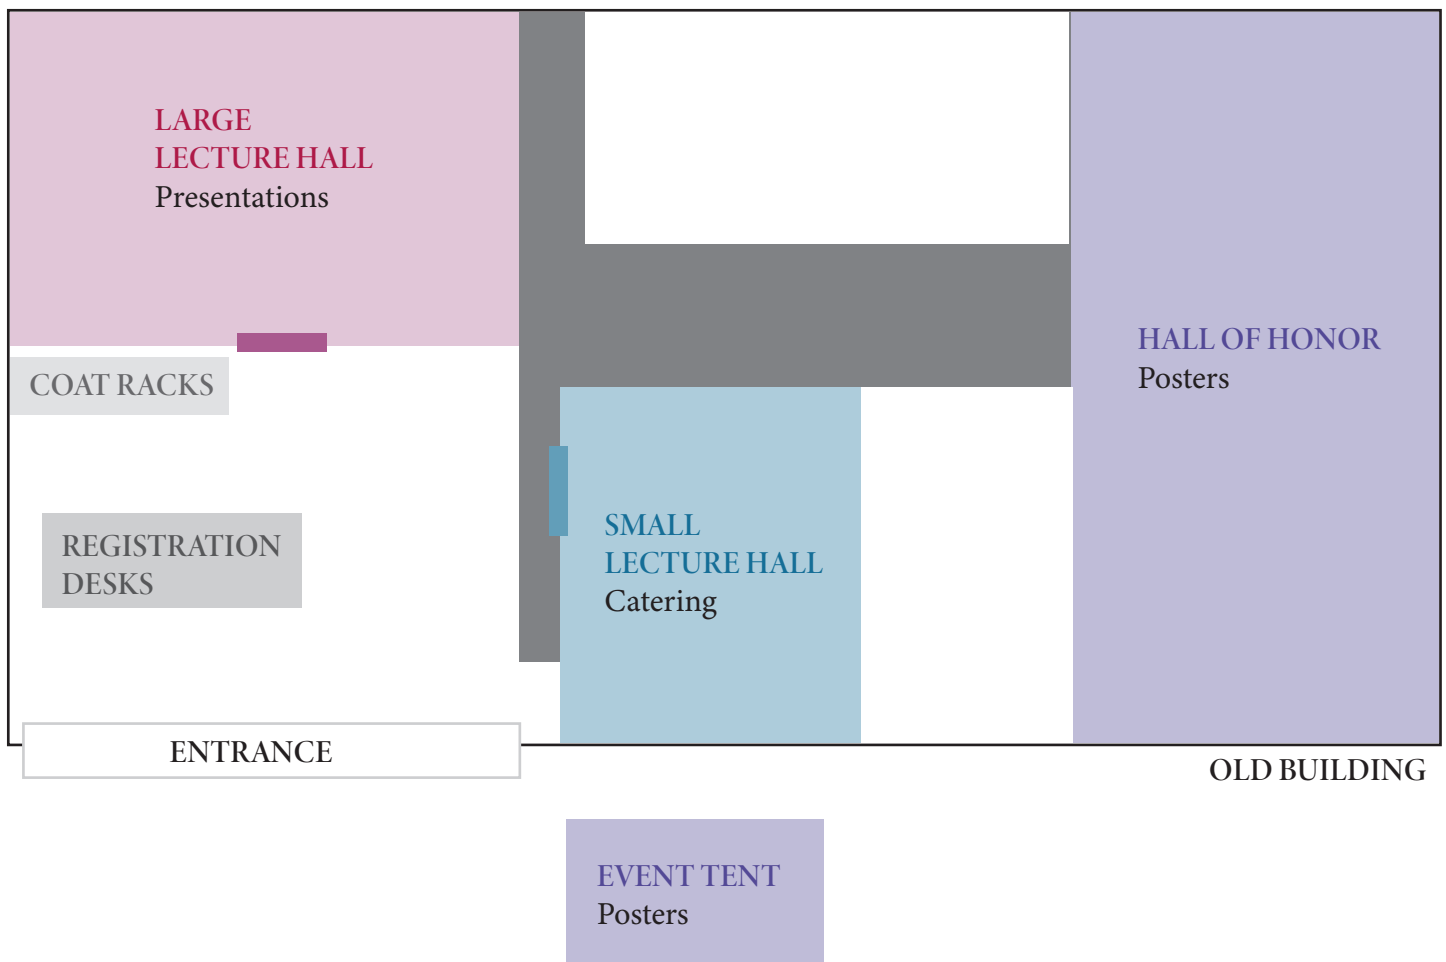 LARGE
LECTURE HALL
Presentations
COAT RACKS
REGISTRATION
DESKS
SMALL
LECTURE HALL
Catering
HALL OF HONOR
Posters
ENTRANCE
OLD BUILDING
EVENT TENT
Posters